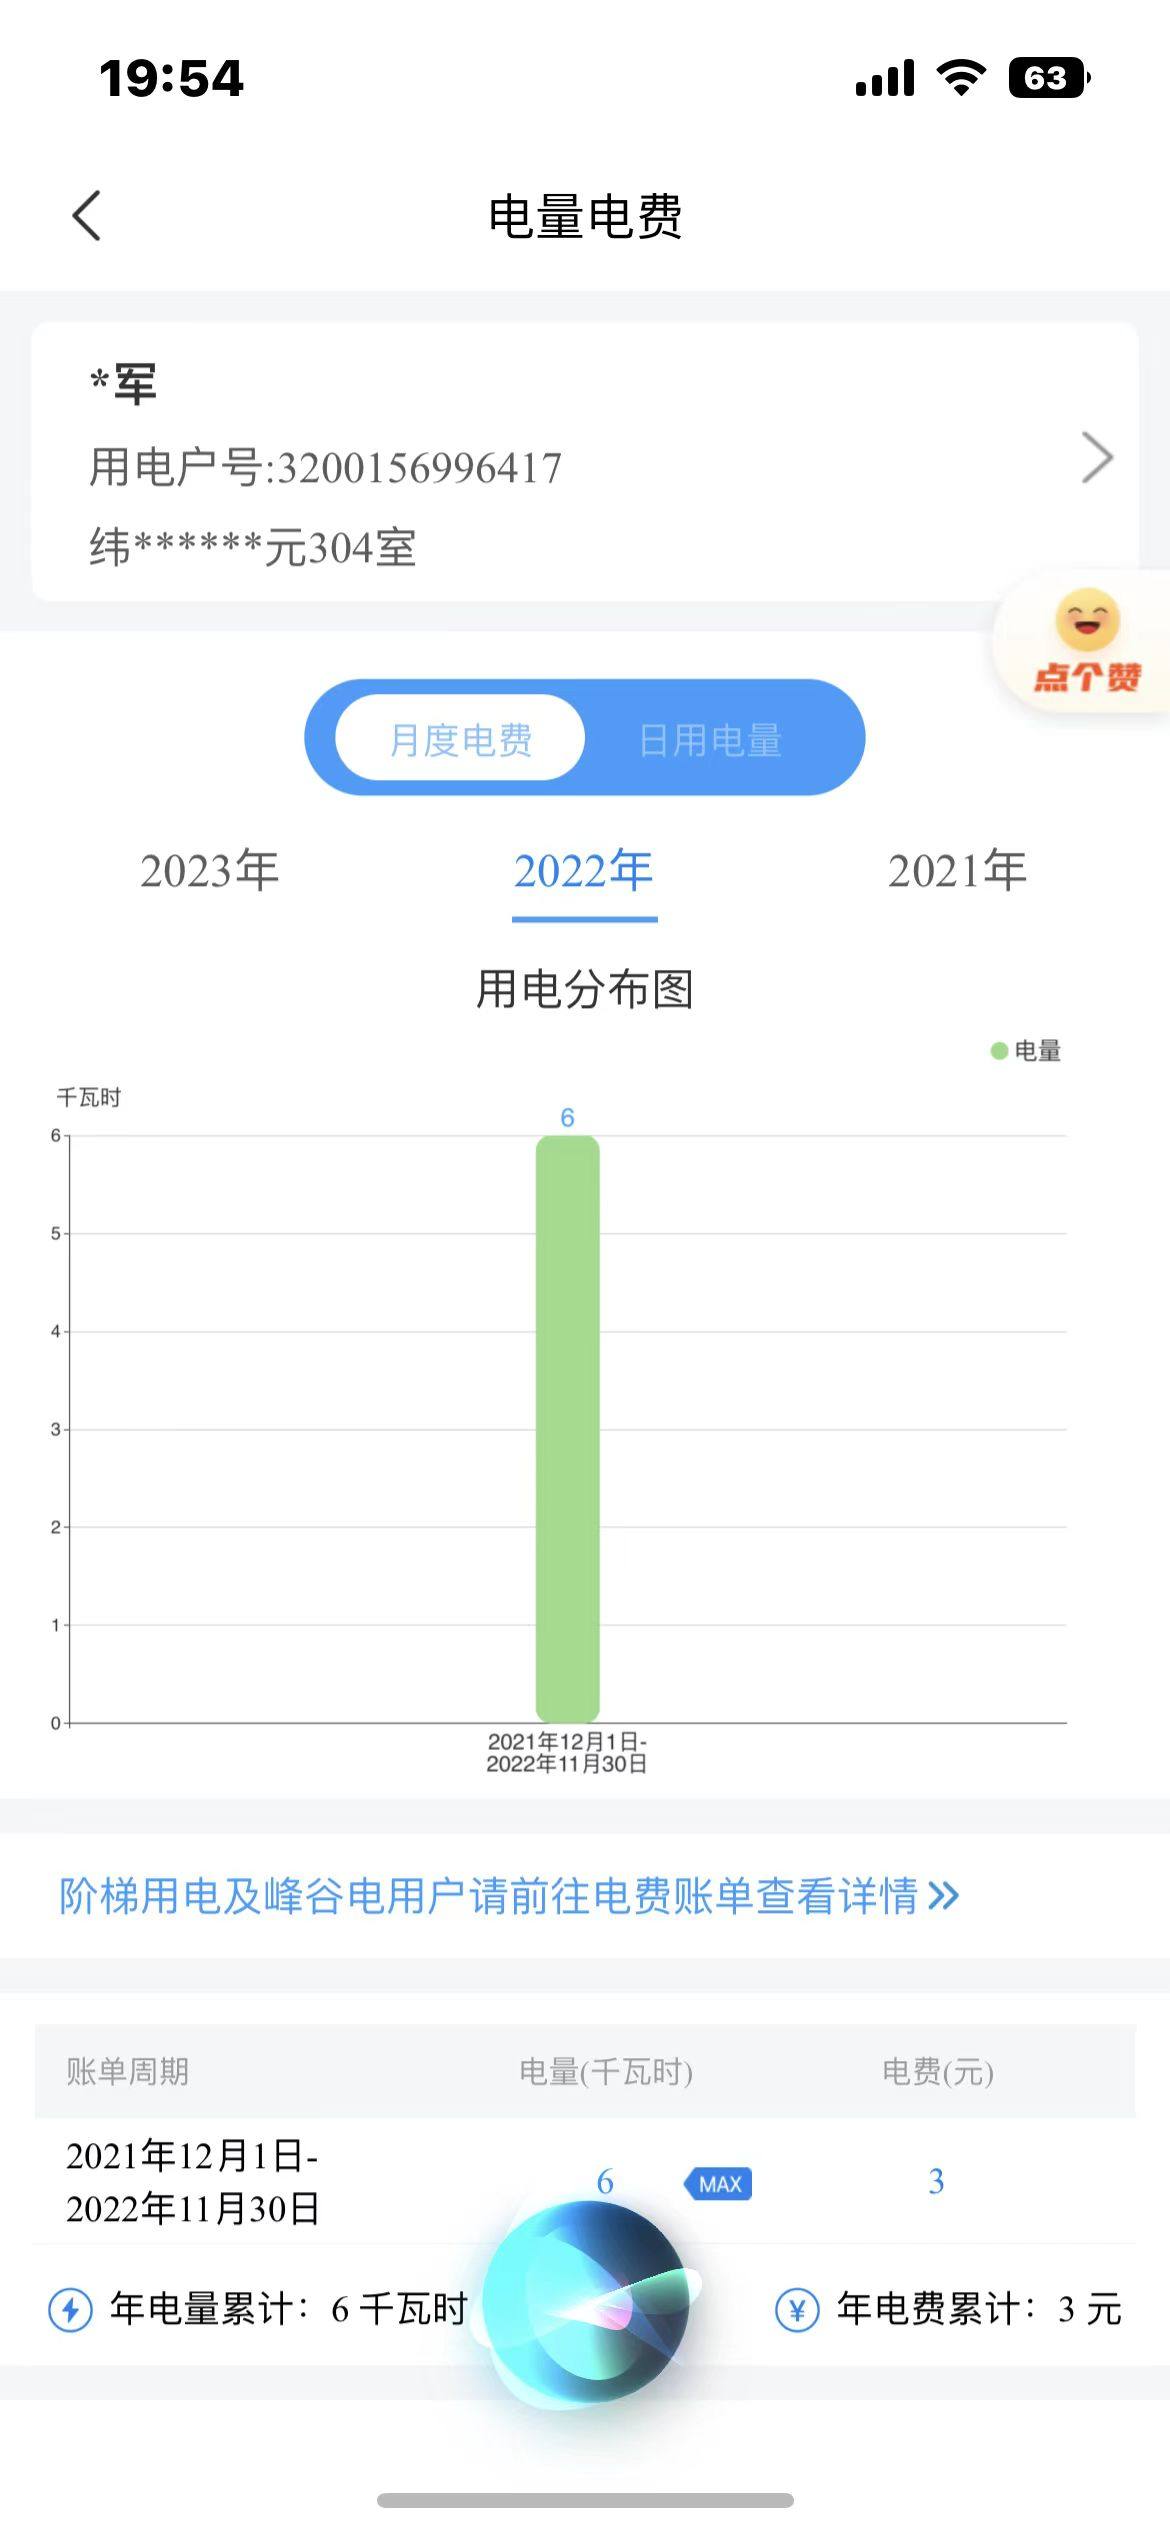 19:54
63
电量电费
*军
用电户号:3200156996417
纬******元304室
点个赞
月度电费 日用电量
2023年 2022年 2021年
用电分布图
电量
千瓦时
6
6
5
4
3
2
1
0
2021年12月1日-
2022年11月30日
阶梯用电及峰谷电用户请前往电费账单查看详情
账单周期 电量(千瓦时) 电费(元)
2021年12月1日-
2022年11月30日
6 MAX 3
年电量累计：6 千瓦时 ¥ 年电费累计：3 元